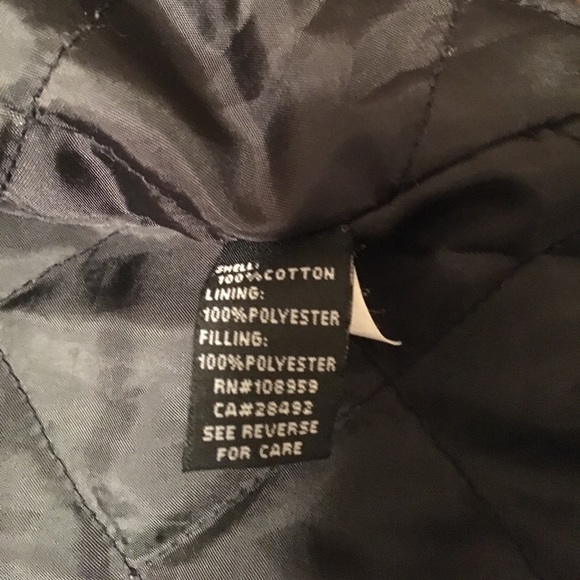 SHELL:
100%COTTON
LINING:
100%POLYESTER
FILLING:
100%POLYESTER
RN#108959
CA#28492
SEE REVERSE
FOR CARE